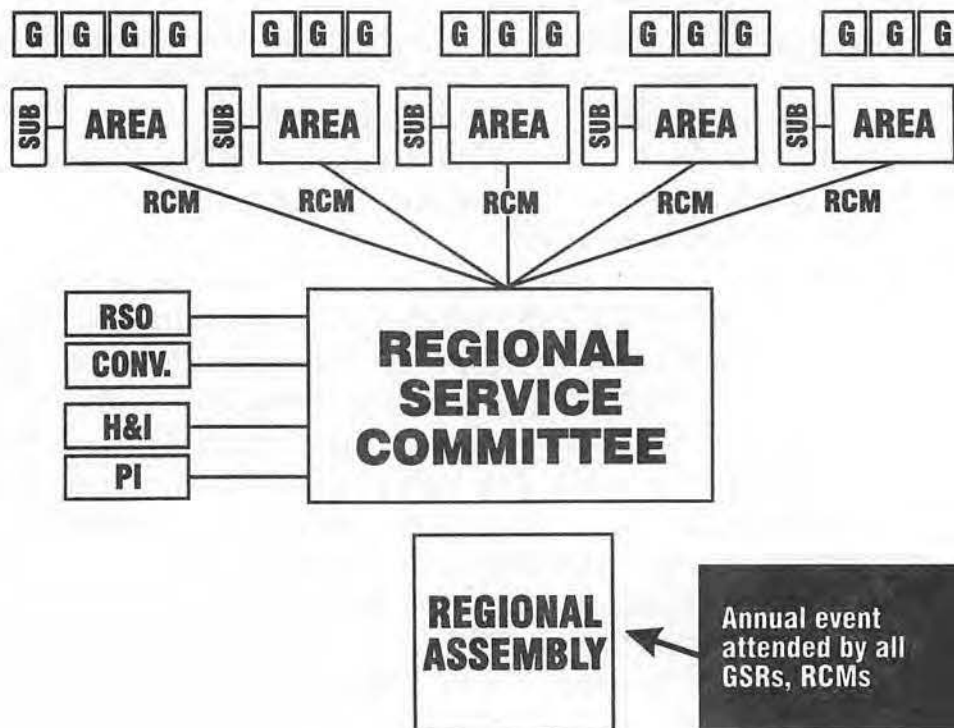 G G G G G G G G G G G G G G G G
SUB AREA SUB AREA SUB AREA SUB AREA SUB AREA
RCM RCM RCM RCM RCM
RSO
CONV.
H&I
PI
REGIONAL
SERVICE
COMMITTEE
REGIONAL
ASSEMBLY
Annual event
attended by all
GSRs, RCMs